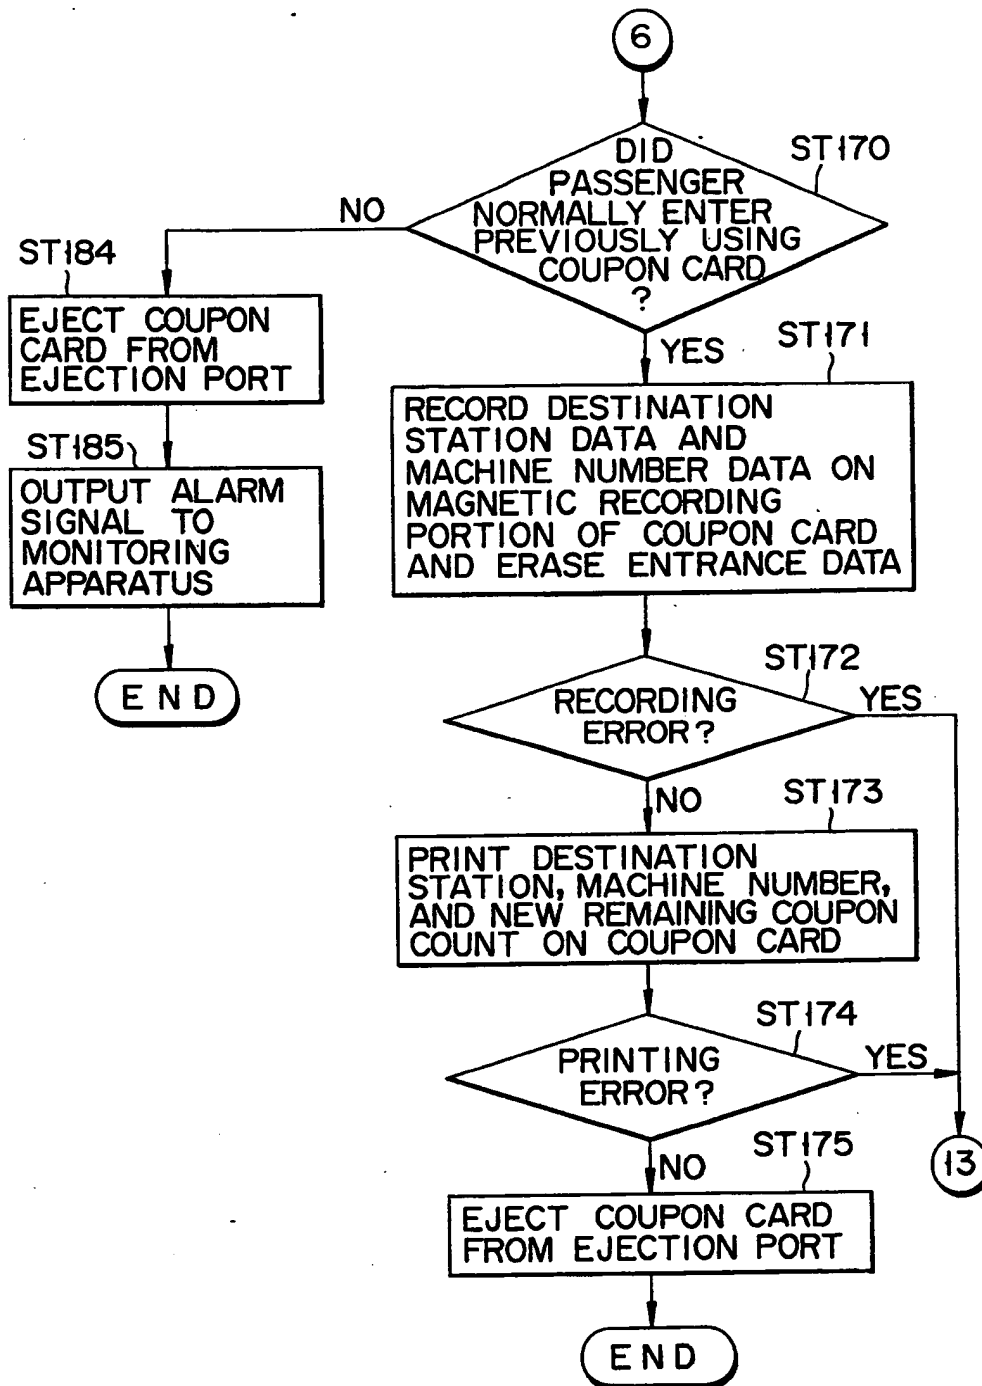 6
ST170
DID
PASSENGER
NORMALLY ENTER
PREVIOUSLY USING
COUPON CARD
?
NO
YES
ST184
EJECT COUPON
CARD FROM
EJECTION PORT
ST185
OUTPUT ALARM
SIGNAL TO
MONITORING
APPARATUS
END
ST171
RECORD DESTINATION
STATION DATA AND
MACHINE NUMBER DATA ON
MAGNETIC RECORDING
PORTION OF COUPON CARD
AND ERASE ENTRANCE DATA
ST172
RECORDING
ERROR?
YES
NO
ST173
PRINT DESTINATION
STATION, MACHINE NUMBER,
AND NEW REMAINING COUPON
COUNT ON COUPON CARD
ST174
PRINTING
ERROR?
YES
13
NO
ST175
EJECT COUPON CARD
FROM EJECTION PORT
END